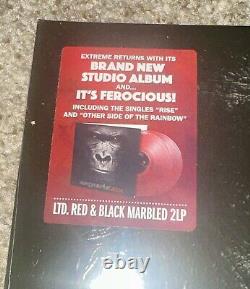 EXTREME RETURNS WITH ITS
BRAND NEW
STUDIO ALBUM
AND...
IT'S FEROCIOUS!
INCLUDING THE SINGLES "RISE"
AND "OTHER SIDE OF THE RAINBOW"
LTD. RED & BLACK MARBLED 2LP